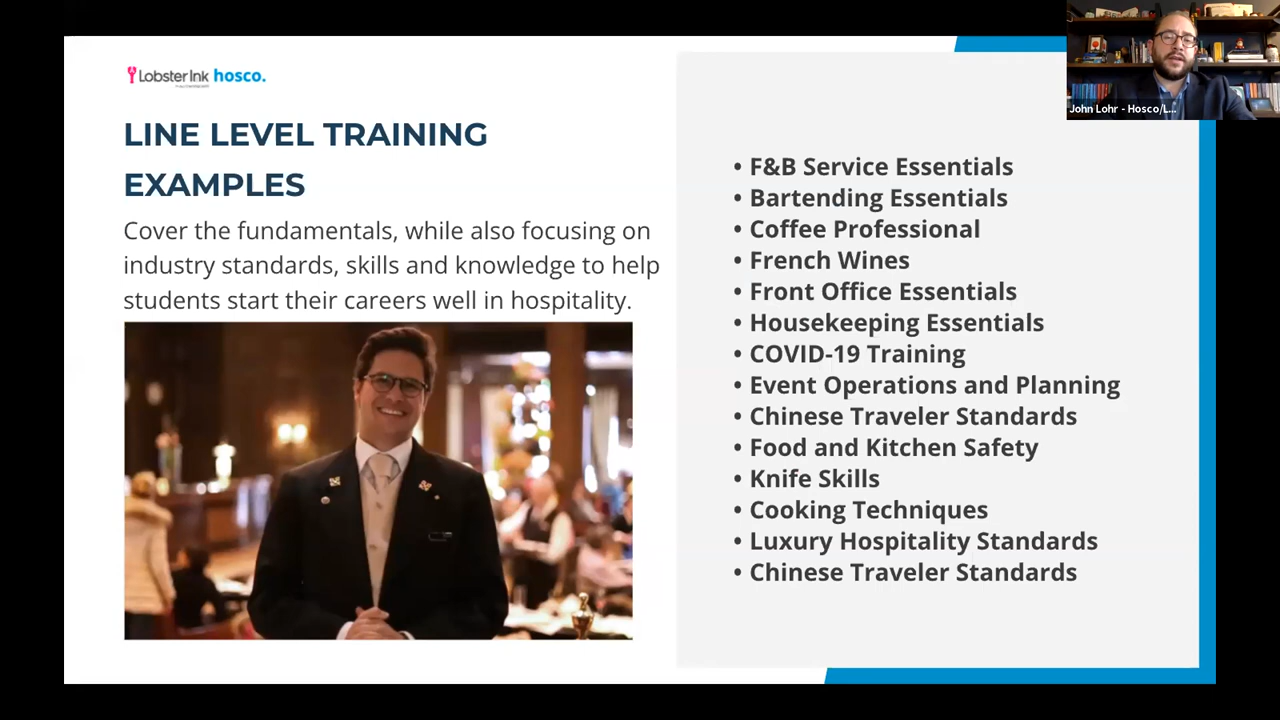 Lobster Ink hosco.
LINE LEVEL TRAINING
EXAMPLES
Cover the fundamentals, while also focusing on
industry standards, skills and knowledge to help
students start their careers well in hospitality.
• F&B Service Essentials
• Bartending Essentials
• Coffee Professional
• French Wines
• Front Office Essentials
• Housekeeping Essentials
• COVID-19 Training
• Event Operations and Planning
• Chinese Traveler Standards
• Food and Kitchen Safety
• Knife Skills
• Cooking Techniques
• Luxury Hospitality Standards
• Chinese Traveler Standards
John Lohr - Hosco/L...